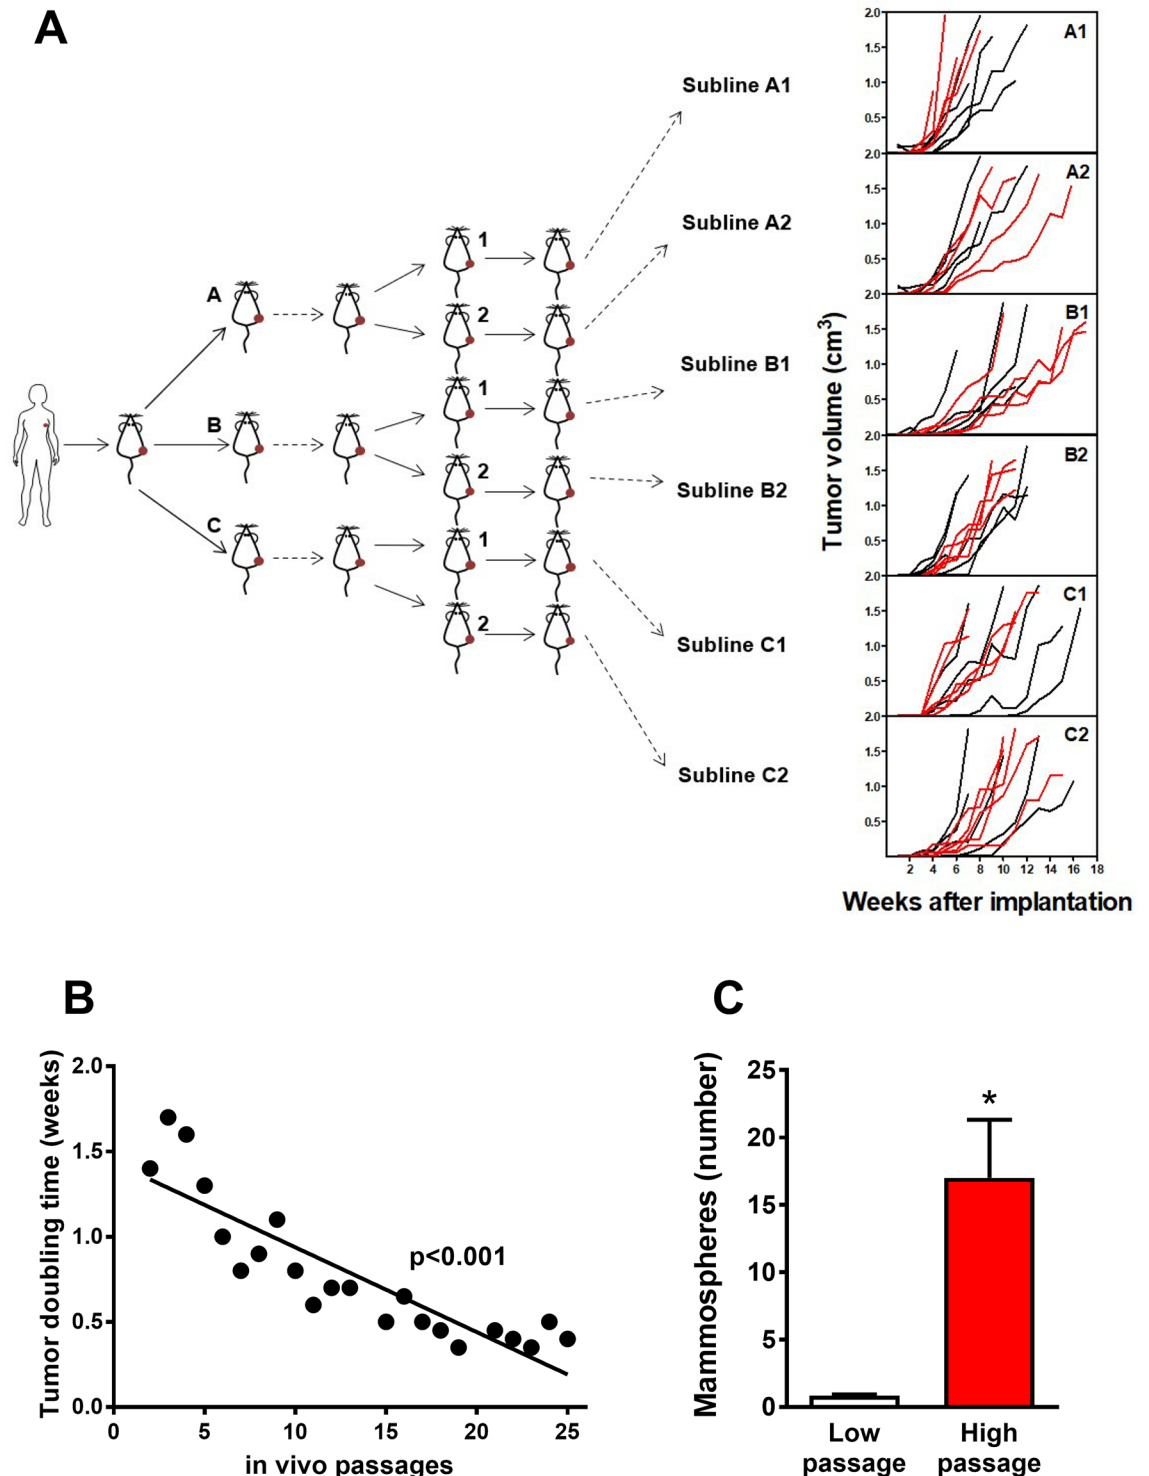 A
Subline A1
Subline A2
Subline B1
Subline B2
Subline C1
Subline C2
A
B
C
1
2
1
2
1
2
Tumor volume (cm³)
2.0
1.5
1.0
0.5
A1
2.0
1.5
1.0
0.5
A2
2.0
1.5
1.0
0.5
B1
2.0
1.5
1.0
0.5
B2
2.0
1.5
1.0
0.5
C1
2.0
1.5
1.0
0.5
C2
2 4 6 8 10 12 14 16 18
Weeks after implantation
B
Tumor doubling time (weeks)
2.0
1.5
1.0
0.5
0.0
p<0.001
0 5 10 15 20 25
in vivo passages
C
Mammospheres (number)
25
20
15
10
5
0
*
Low passage
High passage